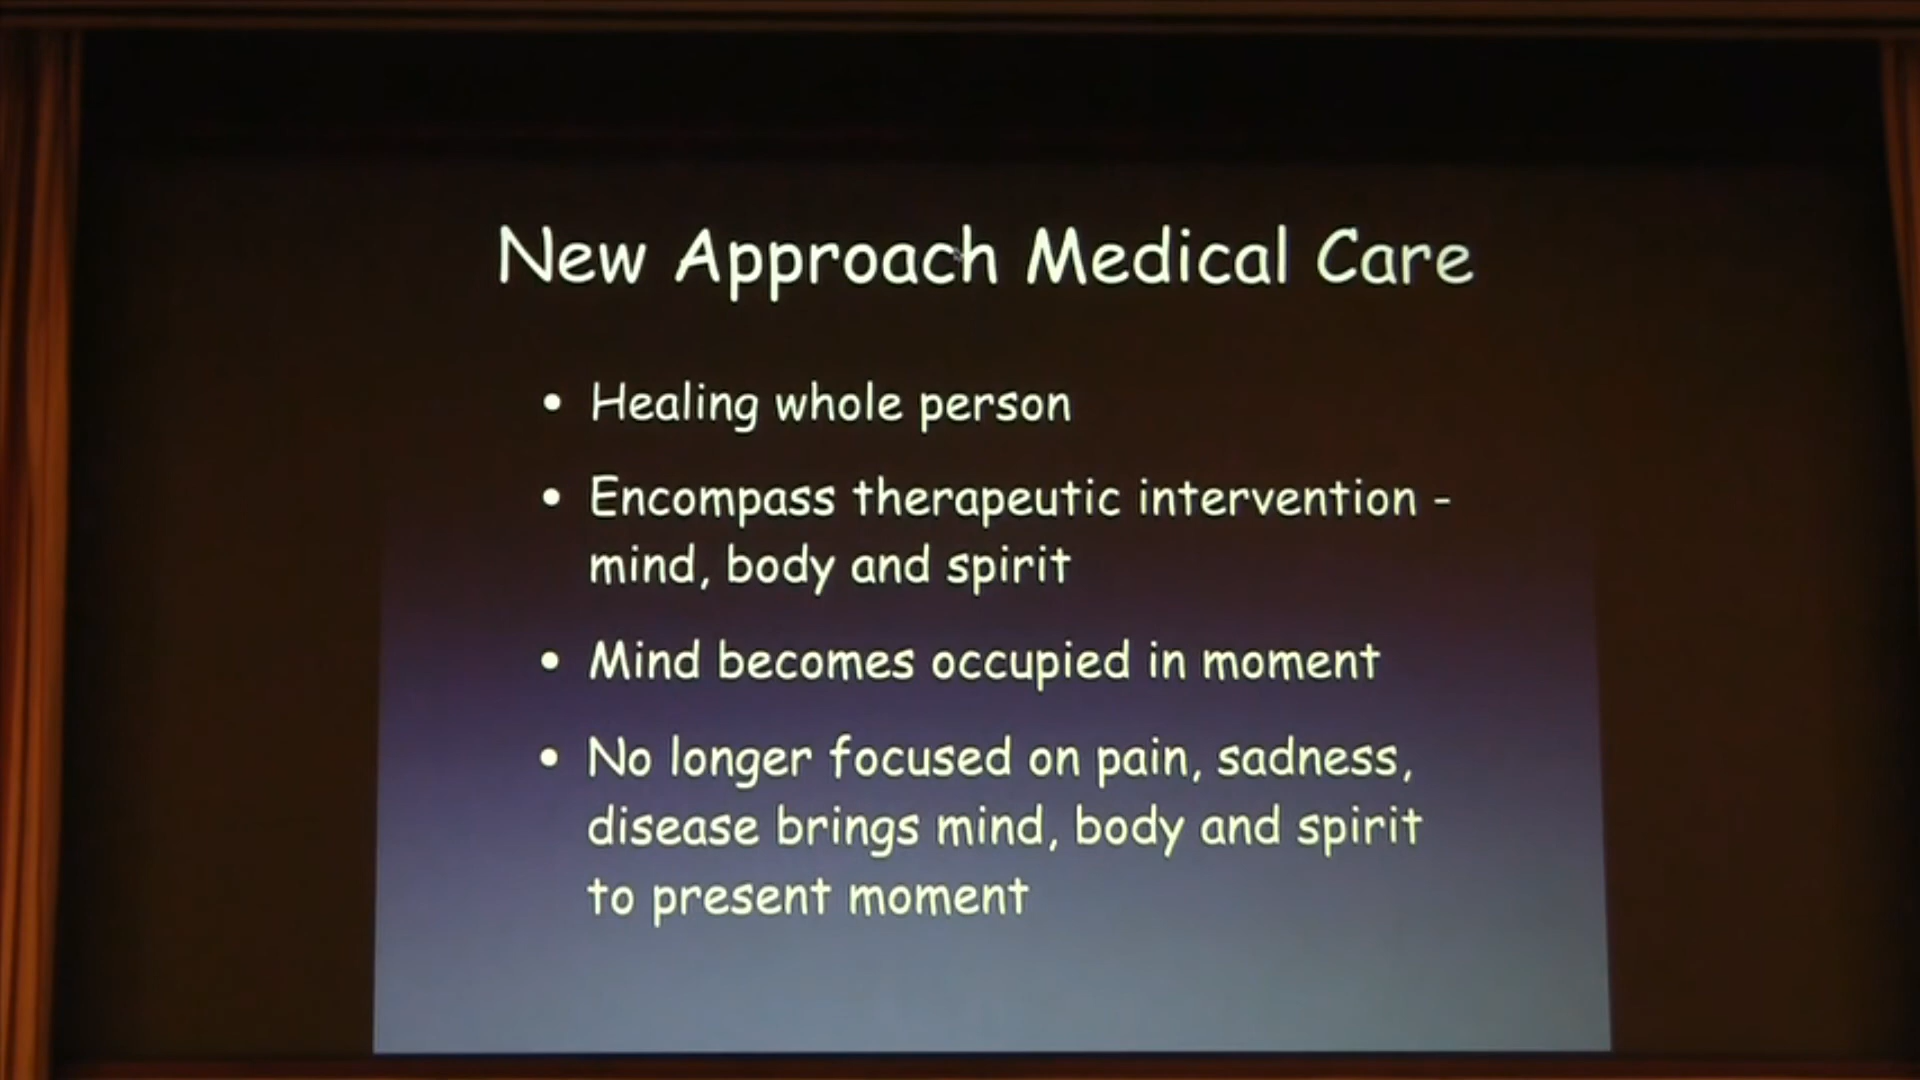 New Approach Medical Care
• Healing whole person
• Encompass therapeutic intervention -
mind, body and spirit
• Mind becomes occupied in moment
• No longer focused on pain, sadness,
disease brings mind, body and spirit
to present moment